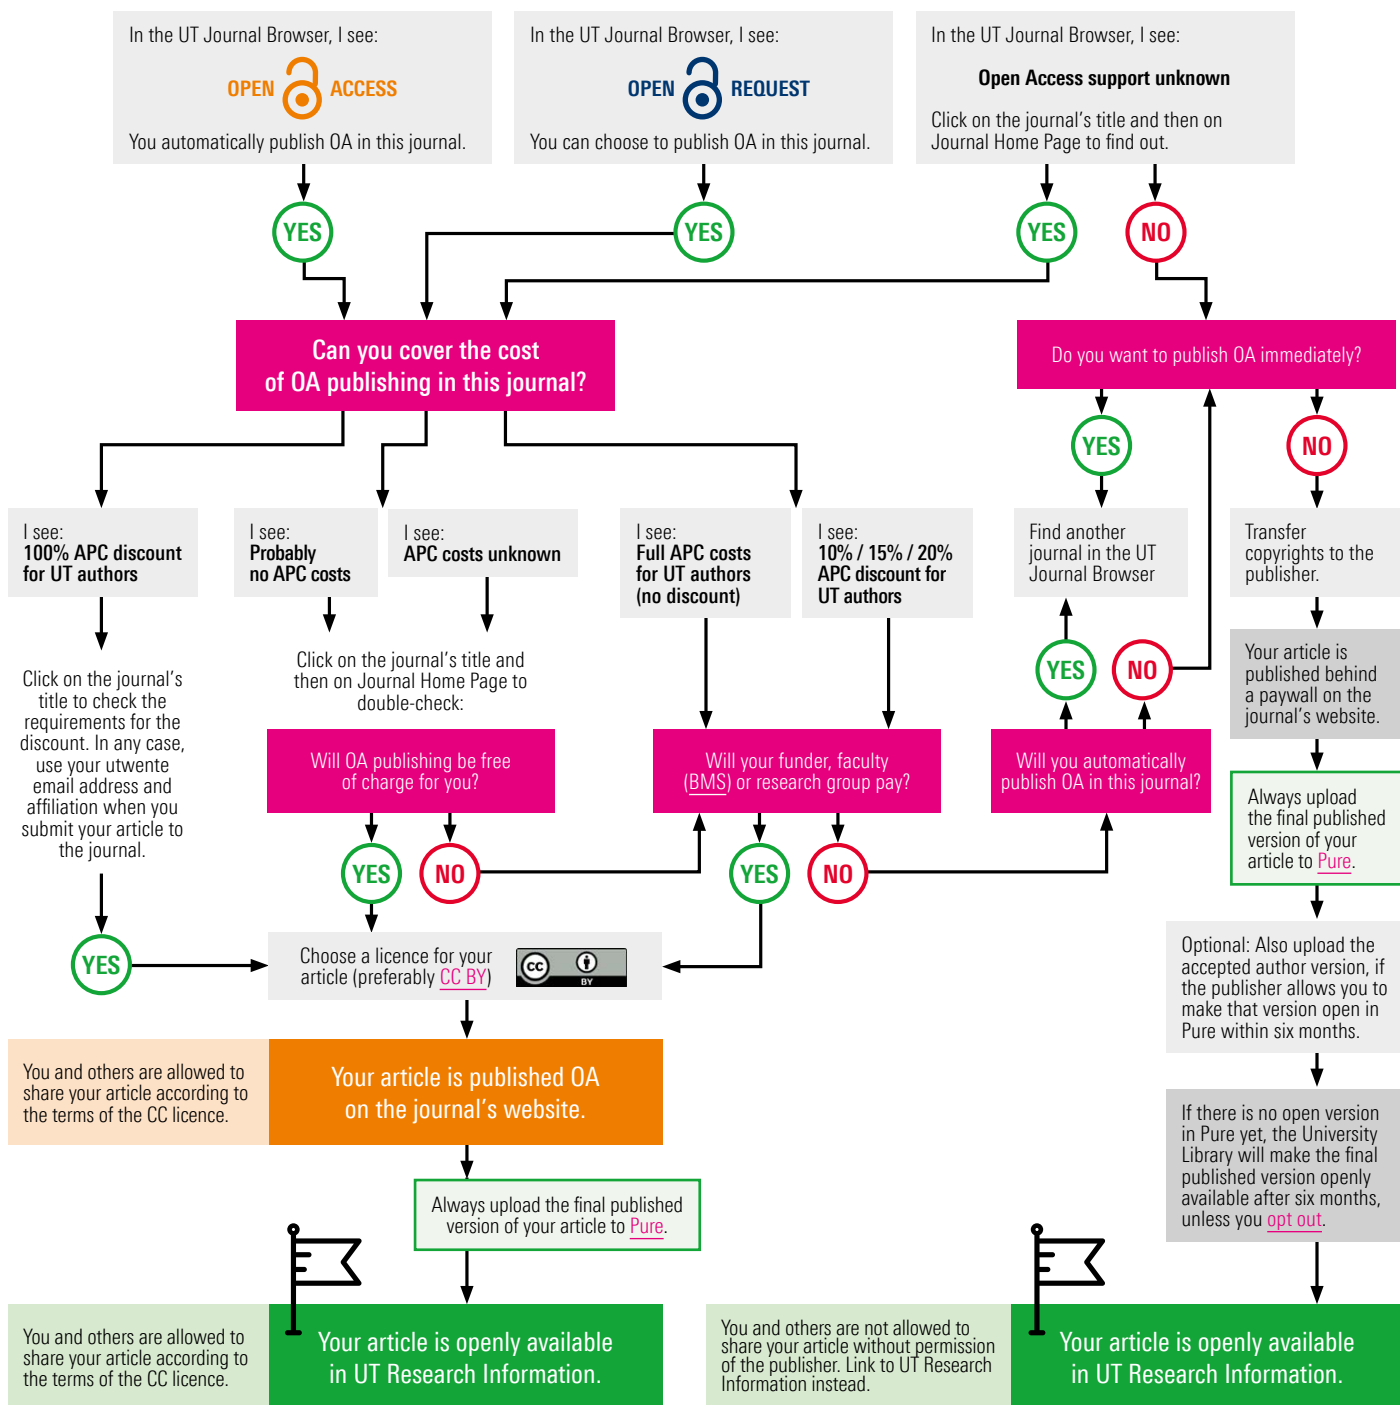 In the UT Journal Browser, I see:
OPEN ACCESS
You automatically publish OA in this journal.
In the UT Journal Browser, I see:
OPEN REQUEST
You can choose to publish OA in this journal.
In the UT Journal Browser, I see:
Open Access support unknown
Click on the journal's title and then on
Journal Home Page to find out.
YES
YES
YES
NO
Can you cover the cost
of OA publishing in this journal?
Do you want to publish OA immediately?
YES
NO
I see:
100% APC discount
for UT authors
I see:
Probably
no APC costs
I see:
APC costs unknown
I see:
Full APC costs
for UT authors
(no discount)
I see:
10% / 15% / 20%
APC discount for
UT authors
Find another
journal in the UT
Journal Browser
Transfer
copyrights to the
publisher.
Click on the journal's
title to check the
requirements for the
discount. In any case,
use your utwente
email address and
affiliation when you
submit your article to
the journal.
Click on the journal's title and
then on Journal Home Page to
double-check:
YES
NO
Your article is
published behind
a paywall on the
journal's website.
Will OA publishing be free
of charge for you?
Will your funder, faculty
(BMS) or research group pay?
Will you automatically
publish OA in this journal?
Always upload
the final published
version of your
article to Pure.
YES
NO
YES
NO
YES
Choose a licence for your
article (preferably CC BY)
cc
BY
Optional: Also upload the
accepted author version, if
the publisher allows you to
make that version open in
Pure within six months.
You and others are allowed to
share your article according to
the terms of the CC licence.
Your article is published OA
on the journal's website.
If there is no open version
in Pure yet, the University
Library will make the final
published version openly
available after six months,
unless you opt out.
Always upload the final published
version of your article to Pure.
You and others are allowed to
share your article according to
the terms of the CC licence.
Your article is openly available
in UT Research Information.
You and others are not allowed to
share your article without permission
of the publisher. Link to UT Research
Information instead.
Your article is openly available
in UT Research Information.